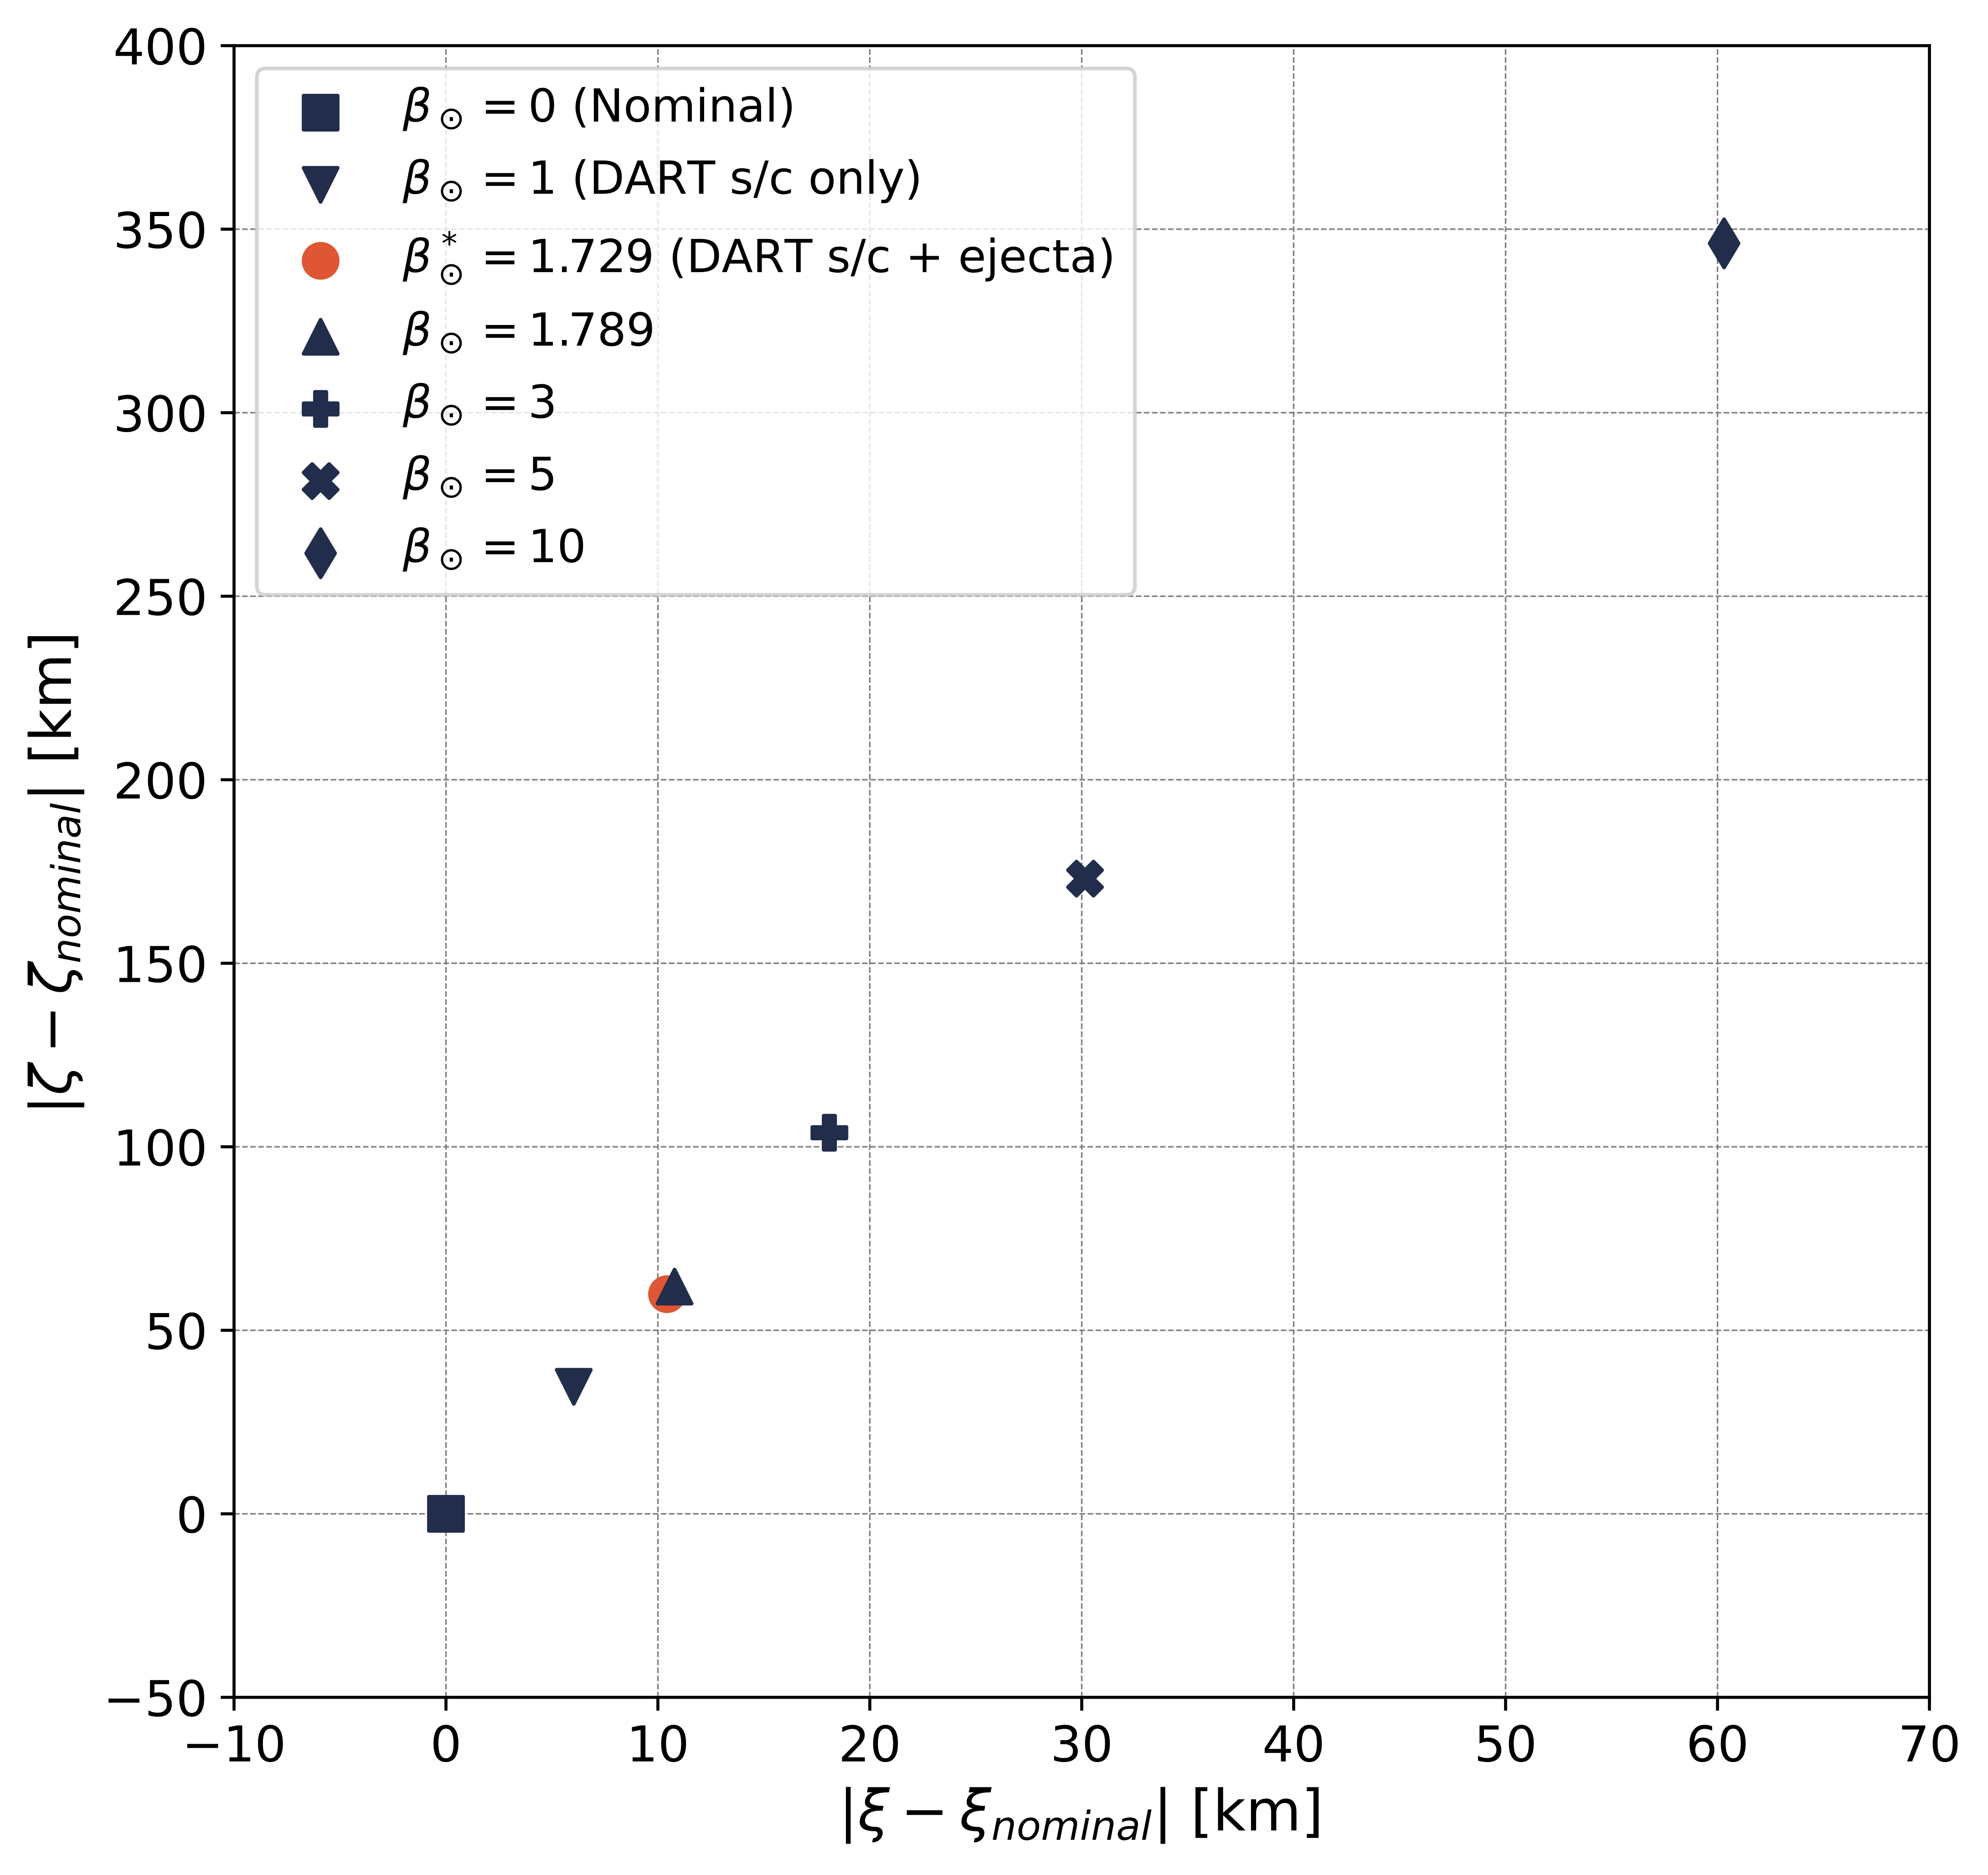 400
350
300
250
200
150
100
50
0
−50
−10 0 10 20 30 40 50 60 70
|ζ − ζnominal| [km]
|ξ − ξnominal| [km]
β⊙ = 0 (Nominal)
β⊙ = 1 (DART s/c only)
β*⊙ = 1.729 (DART s/c + ejecta)
β⊙ = 1.789
β⊙ = 3
β⊙ = 5
β⊙ = 10